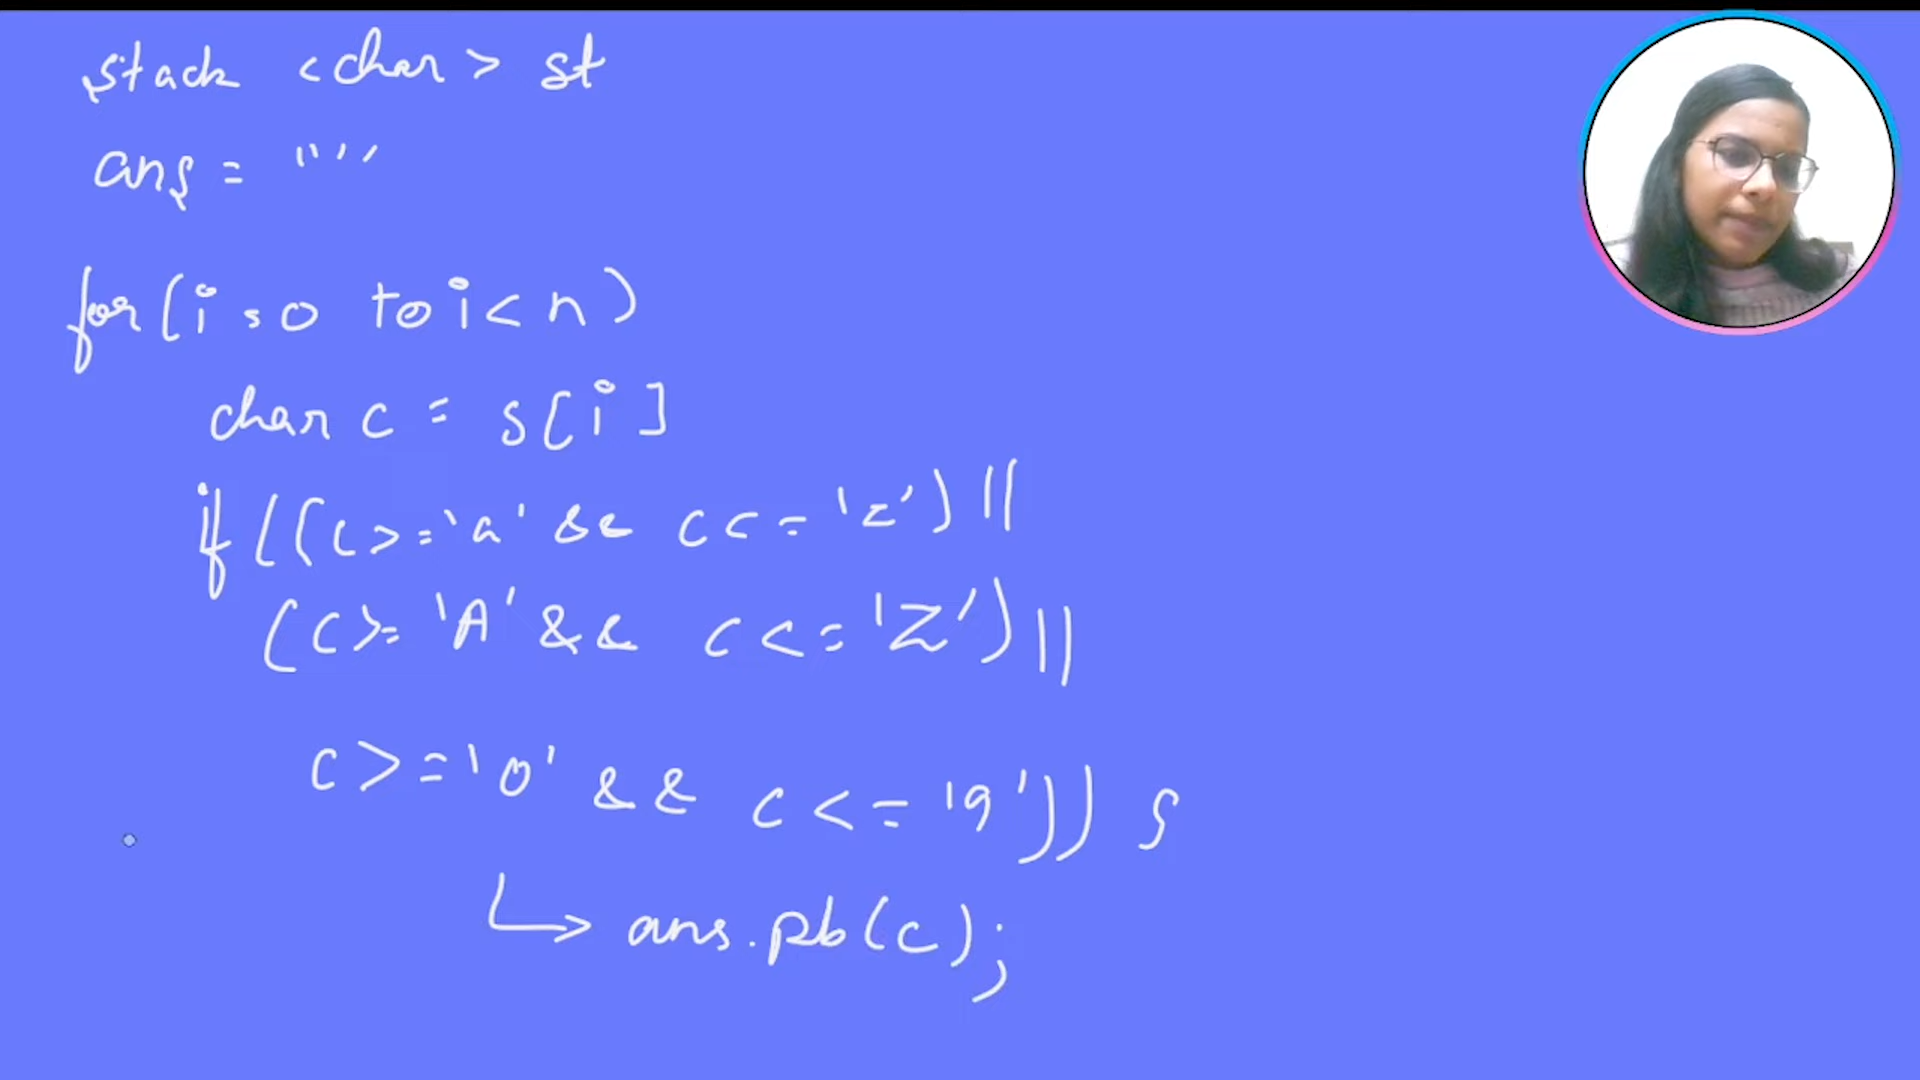 stack <char> st
ans = ""
for(i=0 to i<n)
char c = s[i]
if((c>='a' && c<='z') ||
(c>='A' && c<='Z') ||
c>='0' && c<='9')) {
↳ ans.pb(c);